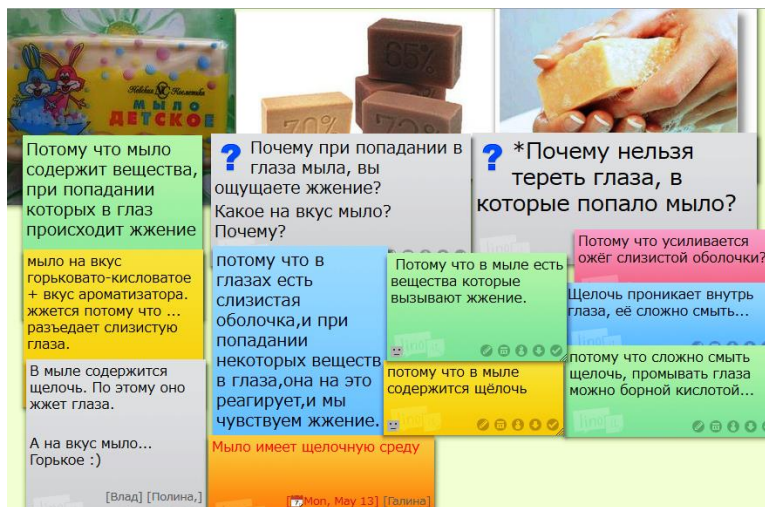 Невская Косметика
МЫЛО
ДЕТСКОЕ
65%
70%
72%
Потому что мыло
содержит вещества,
при попадании
которых в глаз
происходит жжение
? Почему при попадании в
глаза мыла, вы
ощущаете жжение?
Какое на вкус мыло?
Почему?
? *Почему нельзя
тереть глаза, в
которые попало мыло?
мыло на вкус
горьковато-кисловатое
+ вкус ароматизатора.
жжется потому что ...
разъедает слизистую
глаза.
потому что в
глазах есть
слизистая
оболочка,и при
попадании
некоторых веществ
в глаза,она на это
реагирует,и мы
чувствуем жжение.
Потому что в мыле есть
вещества которые
вызывают жжение.
потому что в мыле
содержится щёлочь
Потому что усиливается
ожёг слизистой оболочки?
Щелочь проникает внутрь
глаза, её сложно смыть...
потому что сложно смыть
щелочь, промывать глаза
можно борной кислотой...
В мыле содержится
щелочь. По этому оно
жжет глаза.
А на вкус мыло...
Горькое :)
[Влад] [Полина,]
Мыло имеет щелочную среду
[7 Mon, May 13] [Галина]